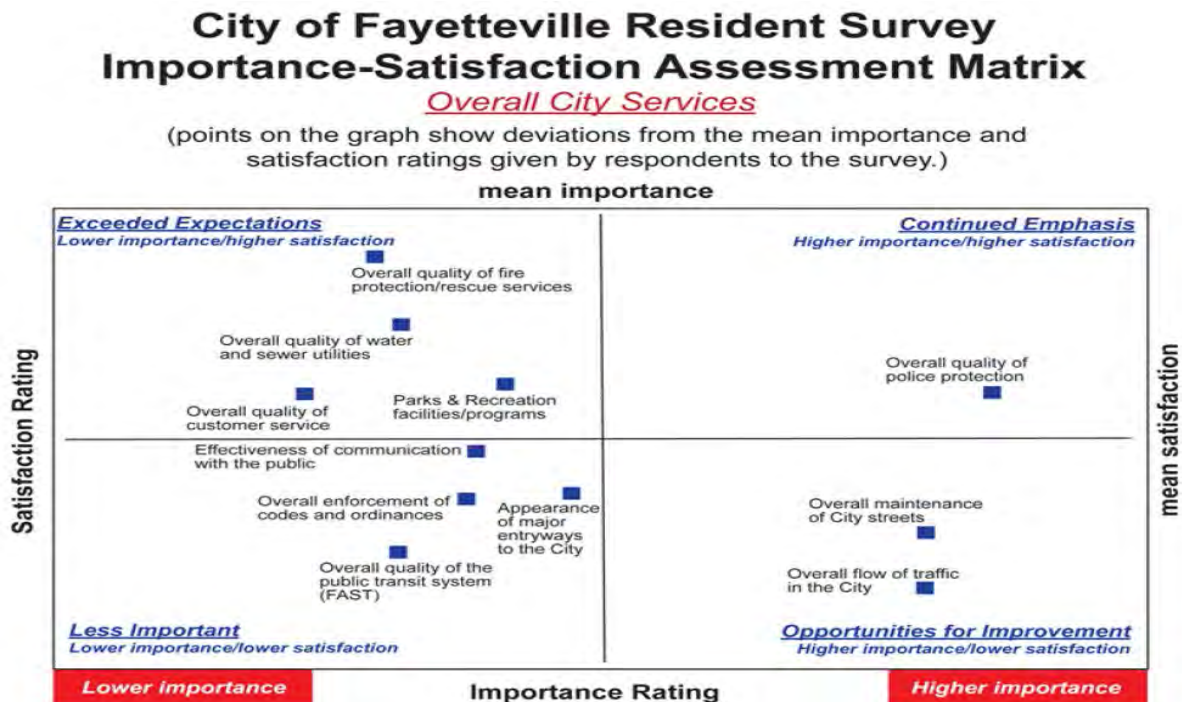 City of Fayetteville Resident Survey
Importance-Satisfaction Assessment Matrix
Overall City Services
(points on the graph show deviations from the mean importance and
satisfaction ratings given by respondents to the survey.)
mean importance
Exceeded Expectations
Lower importance/higher satisfaction
Continued Emphasis
Higher importance/higher satisfaction
Overall quality of fire
protection/rescue services
Overall quality of water
and sewer utilities
Overall quality of
police protection
Parks & Recreation
facilities/programs
Overall quality of
customer service
Satisfaction Rating
mean satisfaction
Effectiveness of communication
with the public
Overall enforcement of
codes and ordinances
Appearance
of major
entryways
to the City
Overall maintenance
of City streets
Overall quality of the
public transit system
(FAST)
Overall flow of traffic
in the City
Less Important
Lower importance/lower satisfaction
Opportunities for Improvement
Higher importance/lower satisfaction
Lower importance
Importance Rating
Higher importance